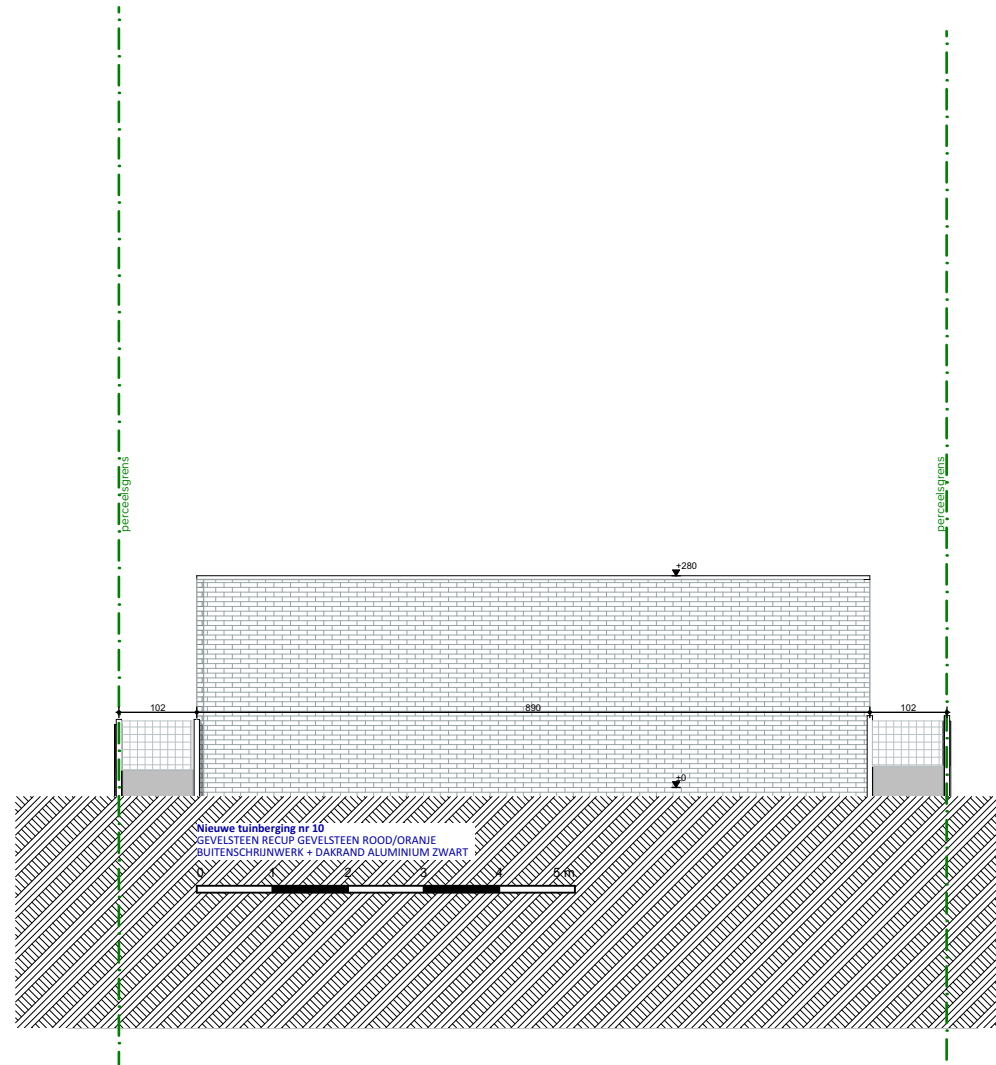 perceelsgrens
perceelsgrens
+280
102
890
102
±0
Nieuwe tuinberging nr 10
GEVELSTEEN RECUP GEVELSTEEN ROOD/ORANJE
BUITENSCHRIJNWERK + DAKRAND ALUMINIUM ZWART
0 1 2 3 4 5 m